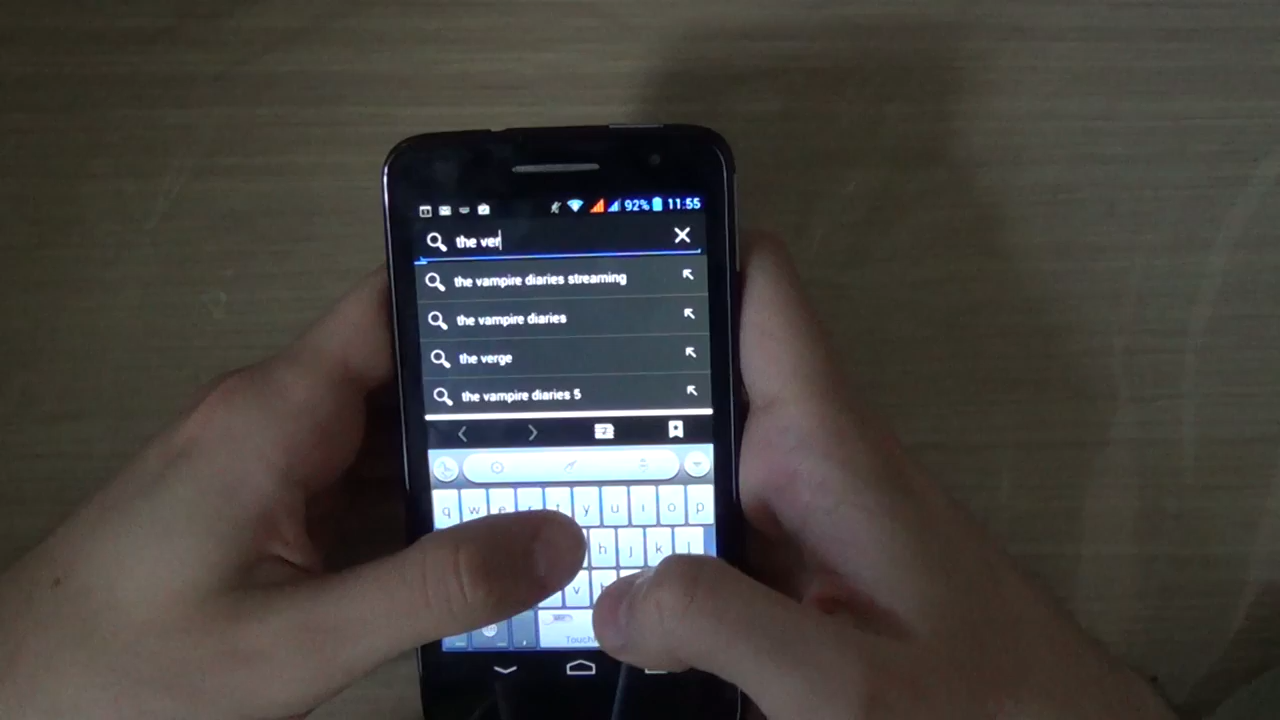 92% 11:55
the ver
the vampire diaries streaming
the vampire diaries
the verge
the vampire diaries 5
q w e r t y u i o p
h j k l
v